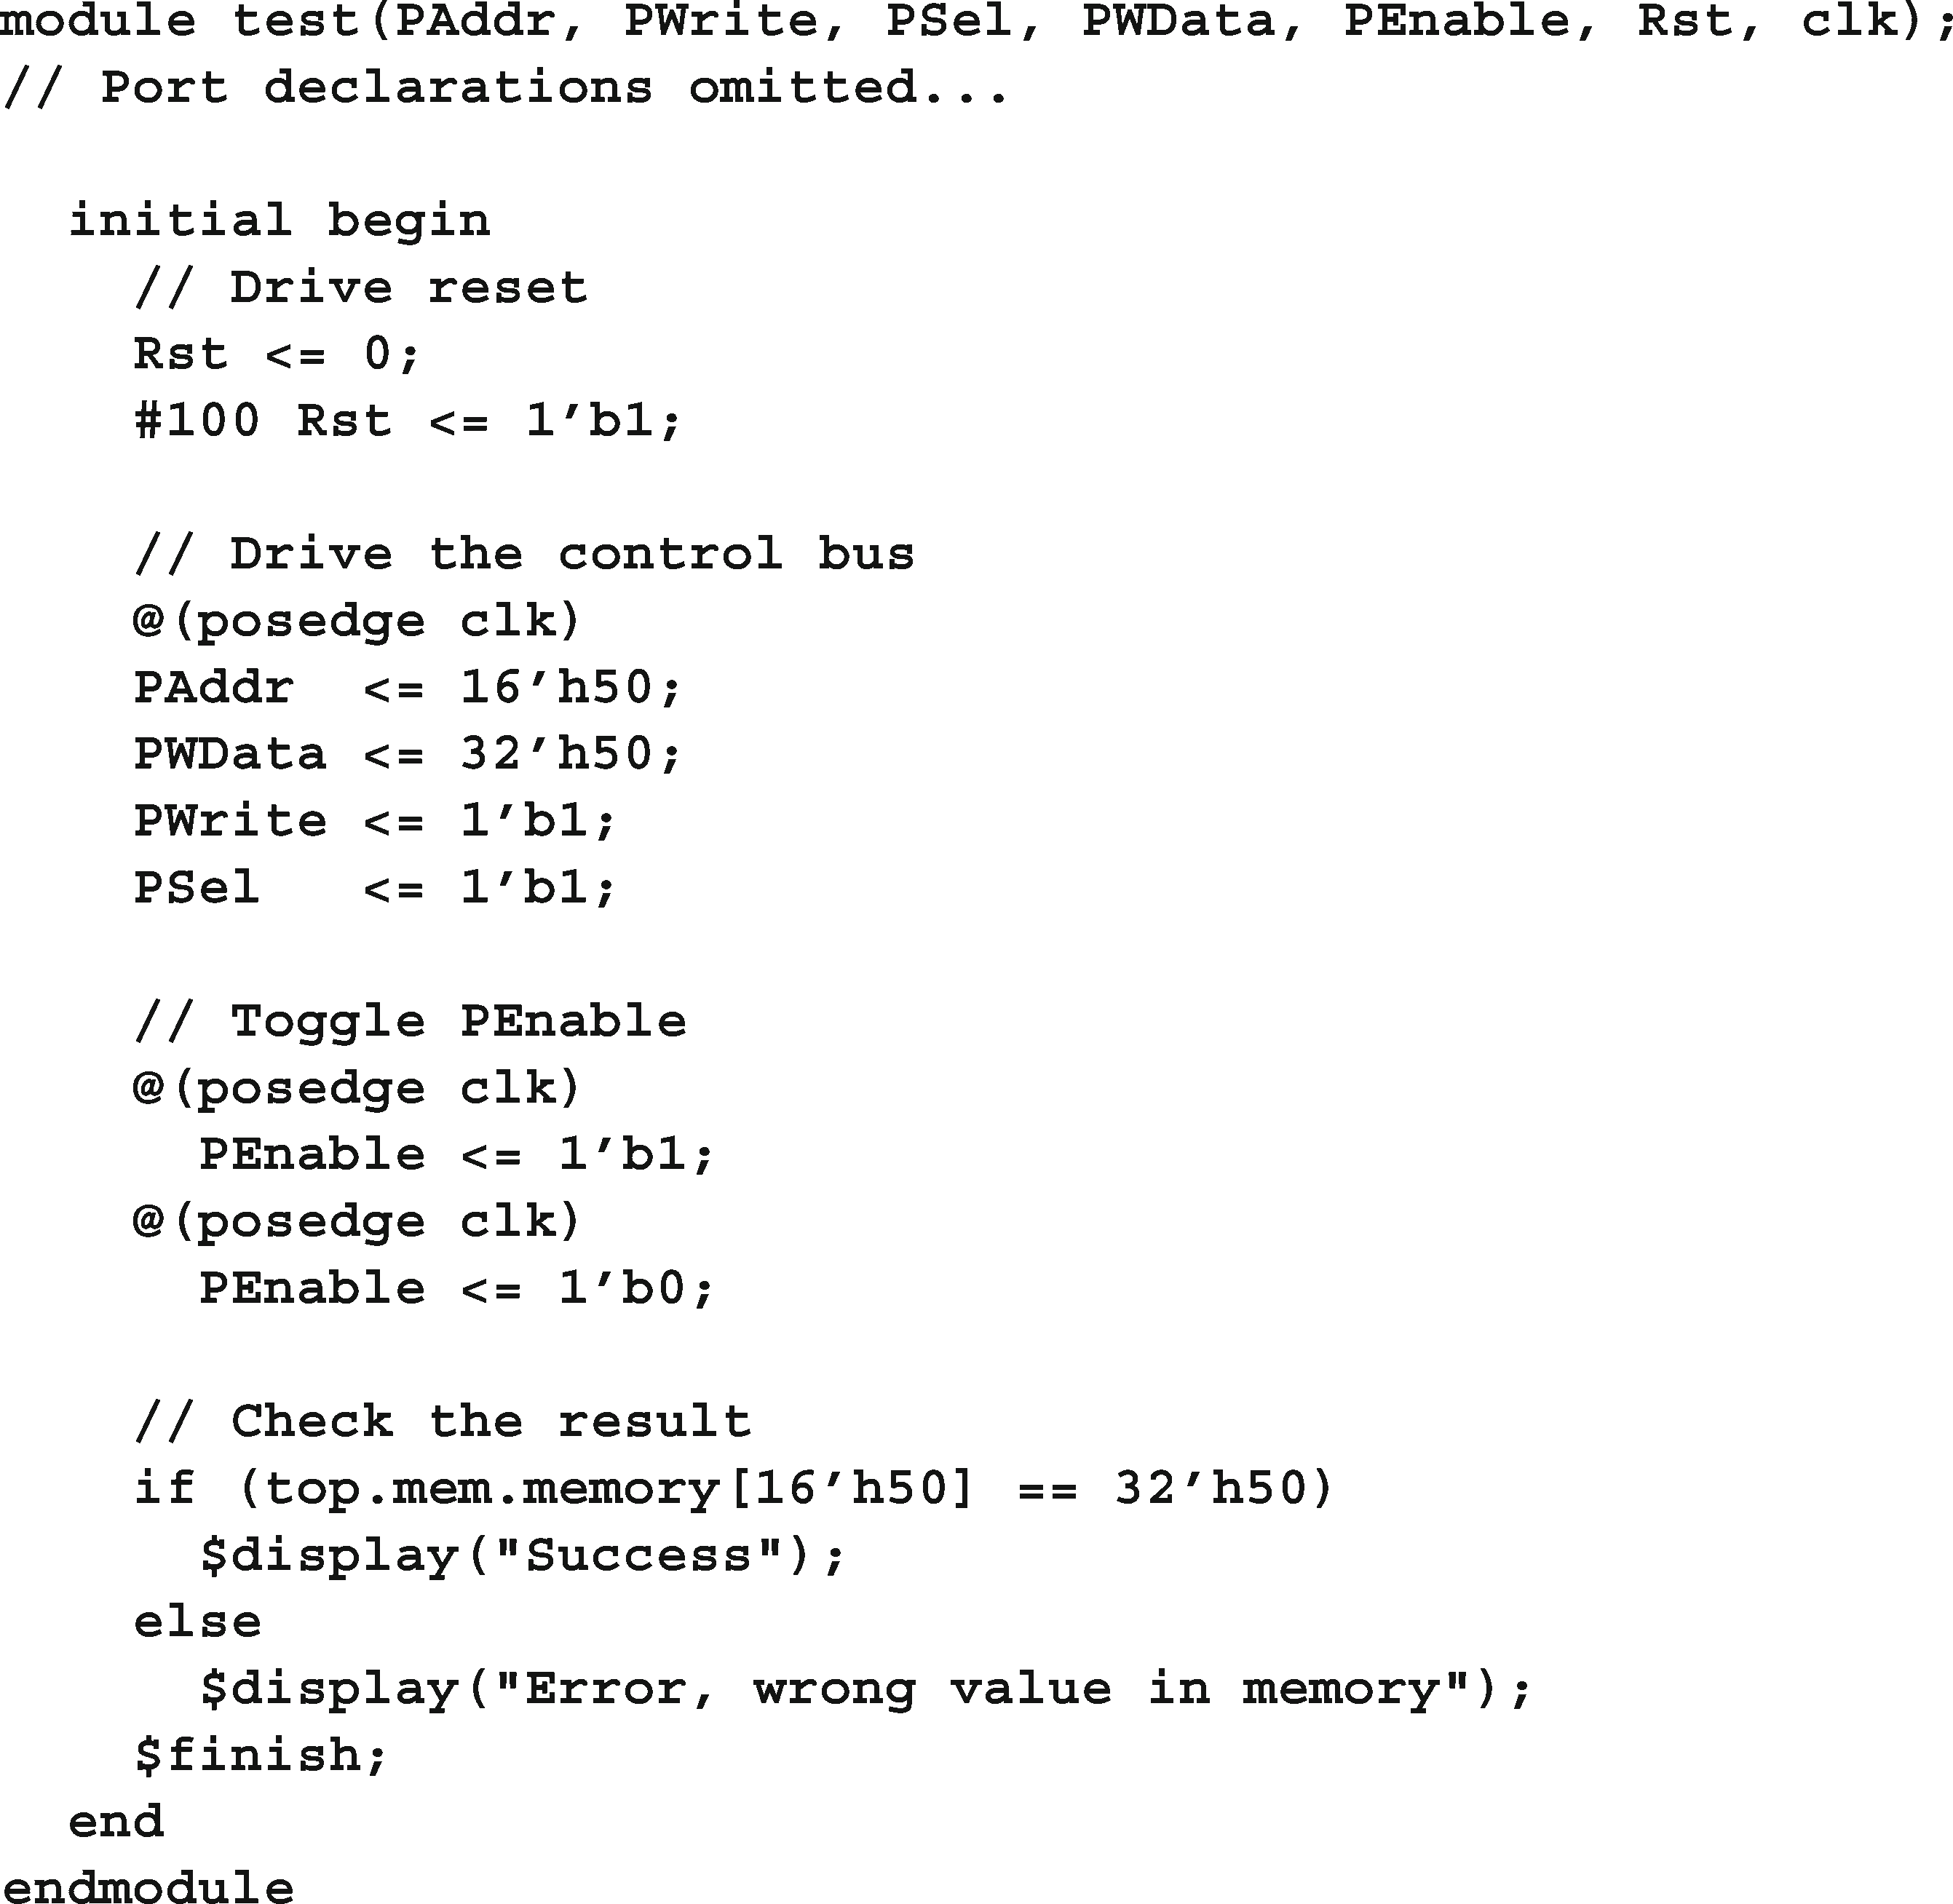 module test(PAddr, PWrite, PSel, PWData, PEnable, Rst, clk);
// Port declarations omitted...
initial begin
// Drive reset
Rst <= 0;
#100 Rst <= 1’b1;
// Drive the control bus
@(posedge clk)
PAddr  <= 16’h50;
PWData <= 32’h50;
PWrite <= 1’b1;
PSel   <= 1’b1;
// Toggle PEnable
@(posedge clk)
PEnable <= 1’b1;
@(posedge clk)
PEnable <= 1’b0;
// Check the result
if (top.mem.memory[16’h50] == 32’h50)
$display("Success");
else
$display("Error, wrong value in memory");
$finish;
end
endmodule